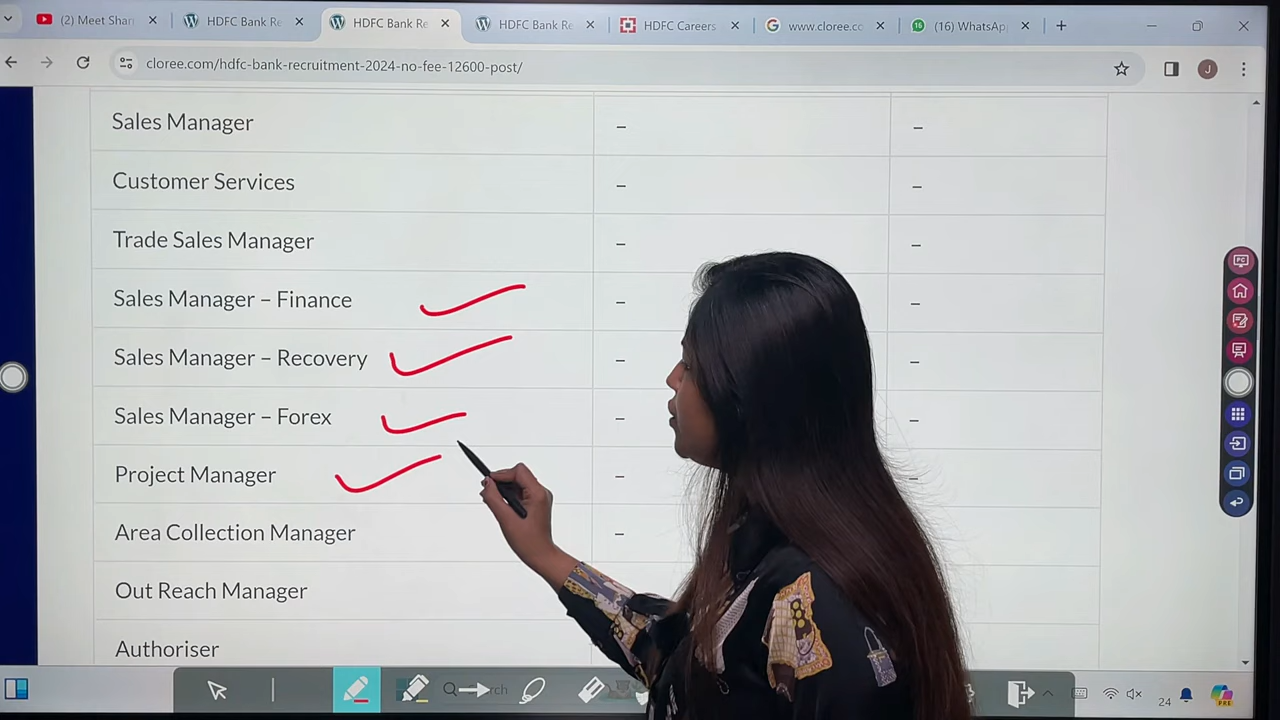 (2) Meet Shar
HDFC Bank Re
HDFC Bank Re
HDFC Bank Re
HDFC Careers
www.cloree.cc
(16) WhatsAp
cloree.com/hdfc-bank-recruitment-2024-no-fee-12600-post/
J
Sales Manager – –
Customer Services – –
Trade Sales Manager – –
Sales Manager – Finance – –
Sales Manager – Recovery – –
Sales Manager – Forex – –
Project Manager – –
Area Collection Manager –
Out Reach Manager
Authoriser
24
PRE